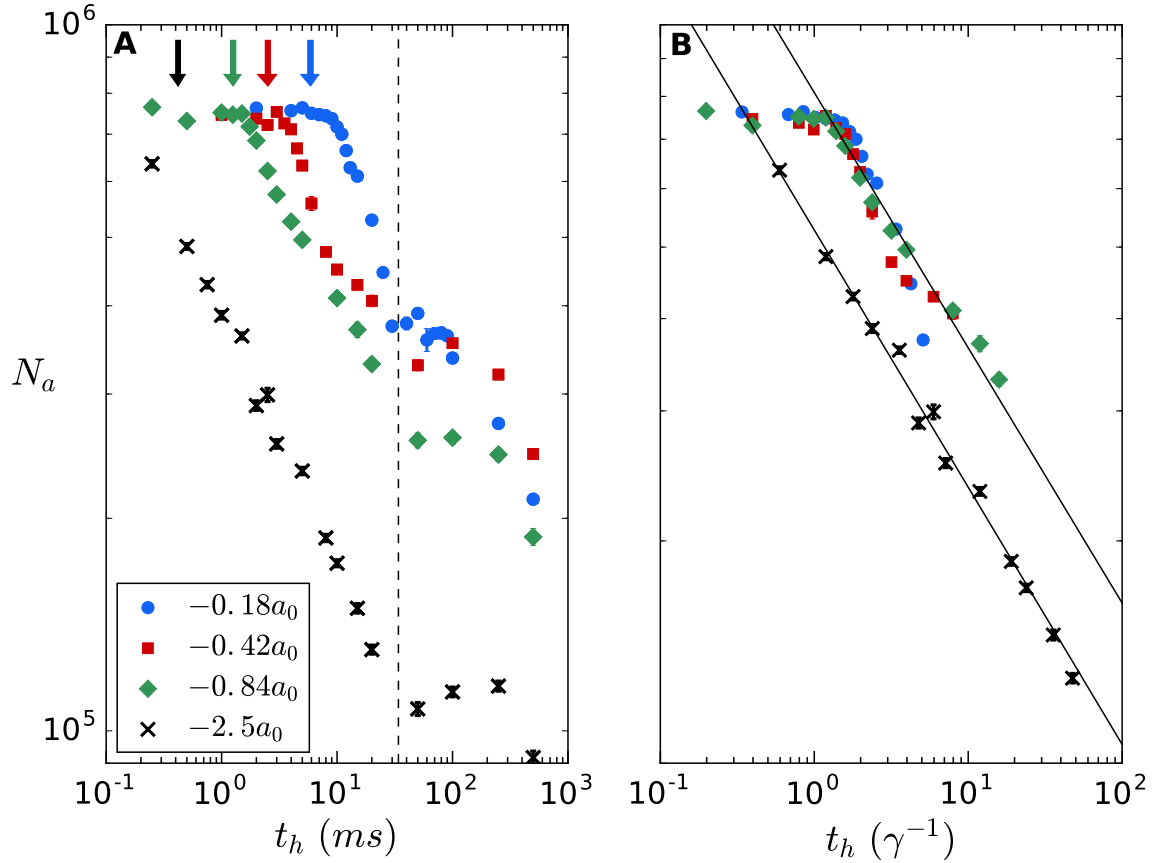 A
B
10^6
10^5
N_a
−0.18a_0
−0.42a_0
−0.84a_0
−2.5a_0
10^{-1} 10^0 10^1 10^2 10^3
10^{-1} 10^0 10^1 10^2
t_h (ms)
t_h (γ^{-1})